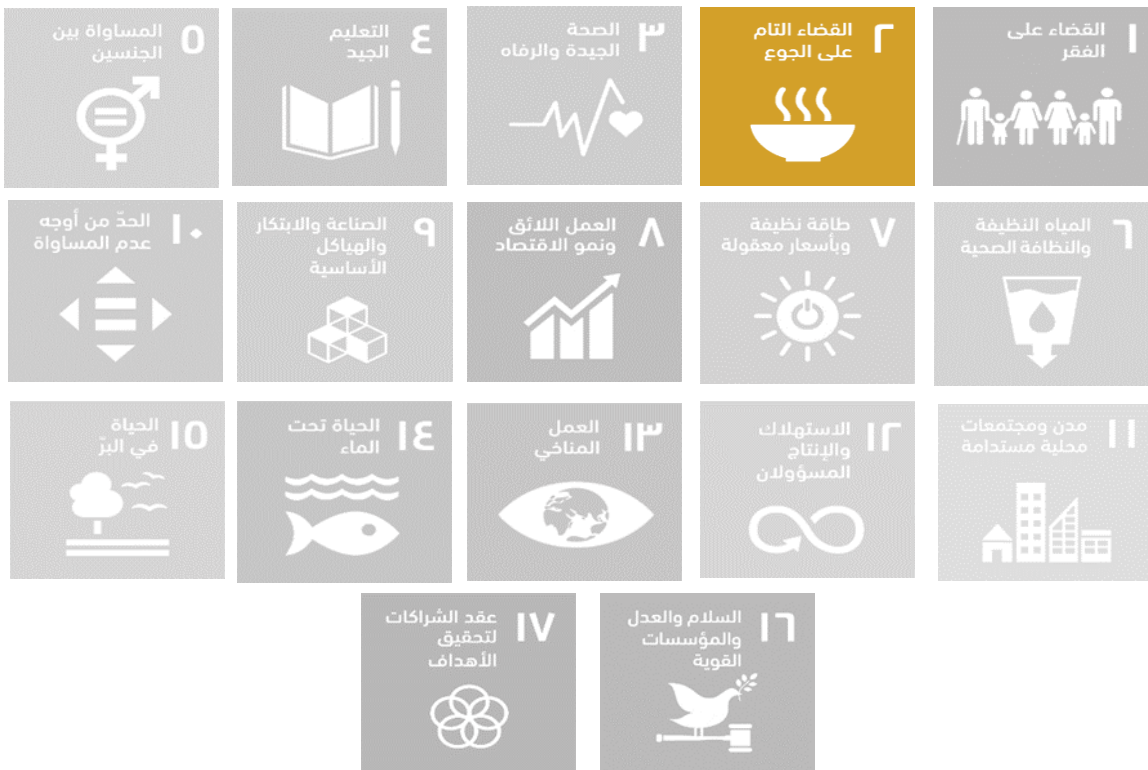 ١
القضاء على
الفقر
٢
القضاء التام
على الجوع
٣
الصحة
الجيدة والرفاه
٤
التعليم
الجيد
٥
المساواة بين
الجنسين
٦
المياه النظيفة
والنظافة الصحية
٧
طاقة نظيفة
وبأسعار معقولة
٨
العمل اللائق
ونمو الاقتصاد
٩
الصناعة والابتكار
والهياكل
الأساسية
١٠
الحدّ من أوجه
عدم المساواة
١١
مدن ومجتمعات
محلية مستدامة
١٢
الاستهلاك
والإنتاج
المسؤولان
١٣
العمل
المناخي
١٤
الحياة تحت
الماء
١٥
الحياة
في البرّ
١٦
السلام والعدل
والمؤسسات
القوية
١٧
عقد الشراكات
لتحقيق
الأهداف